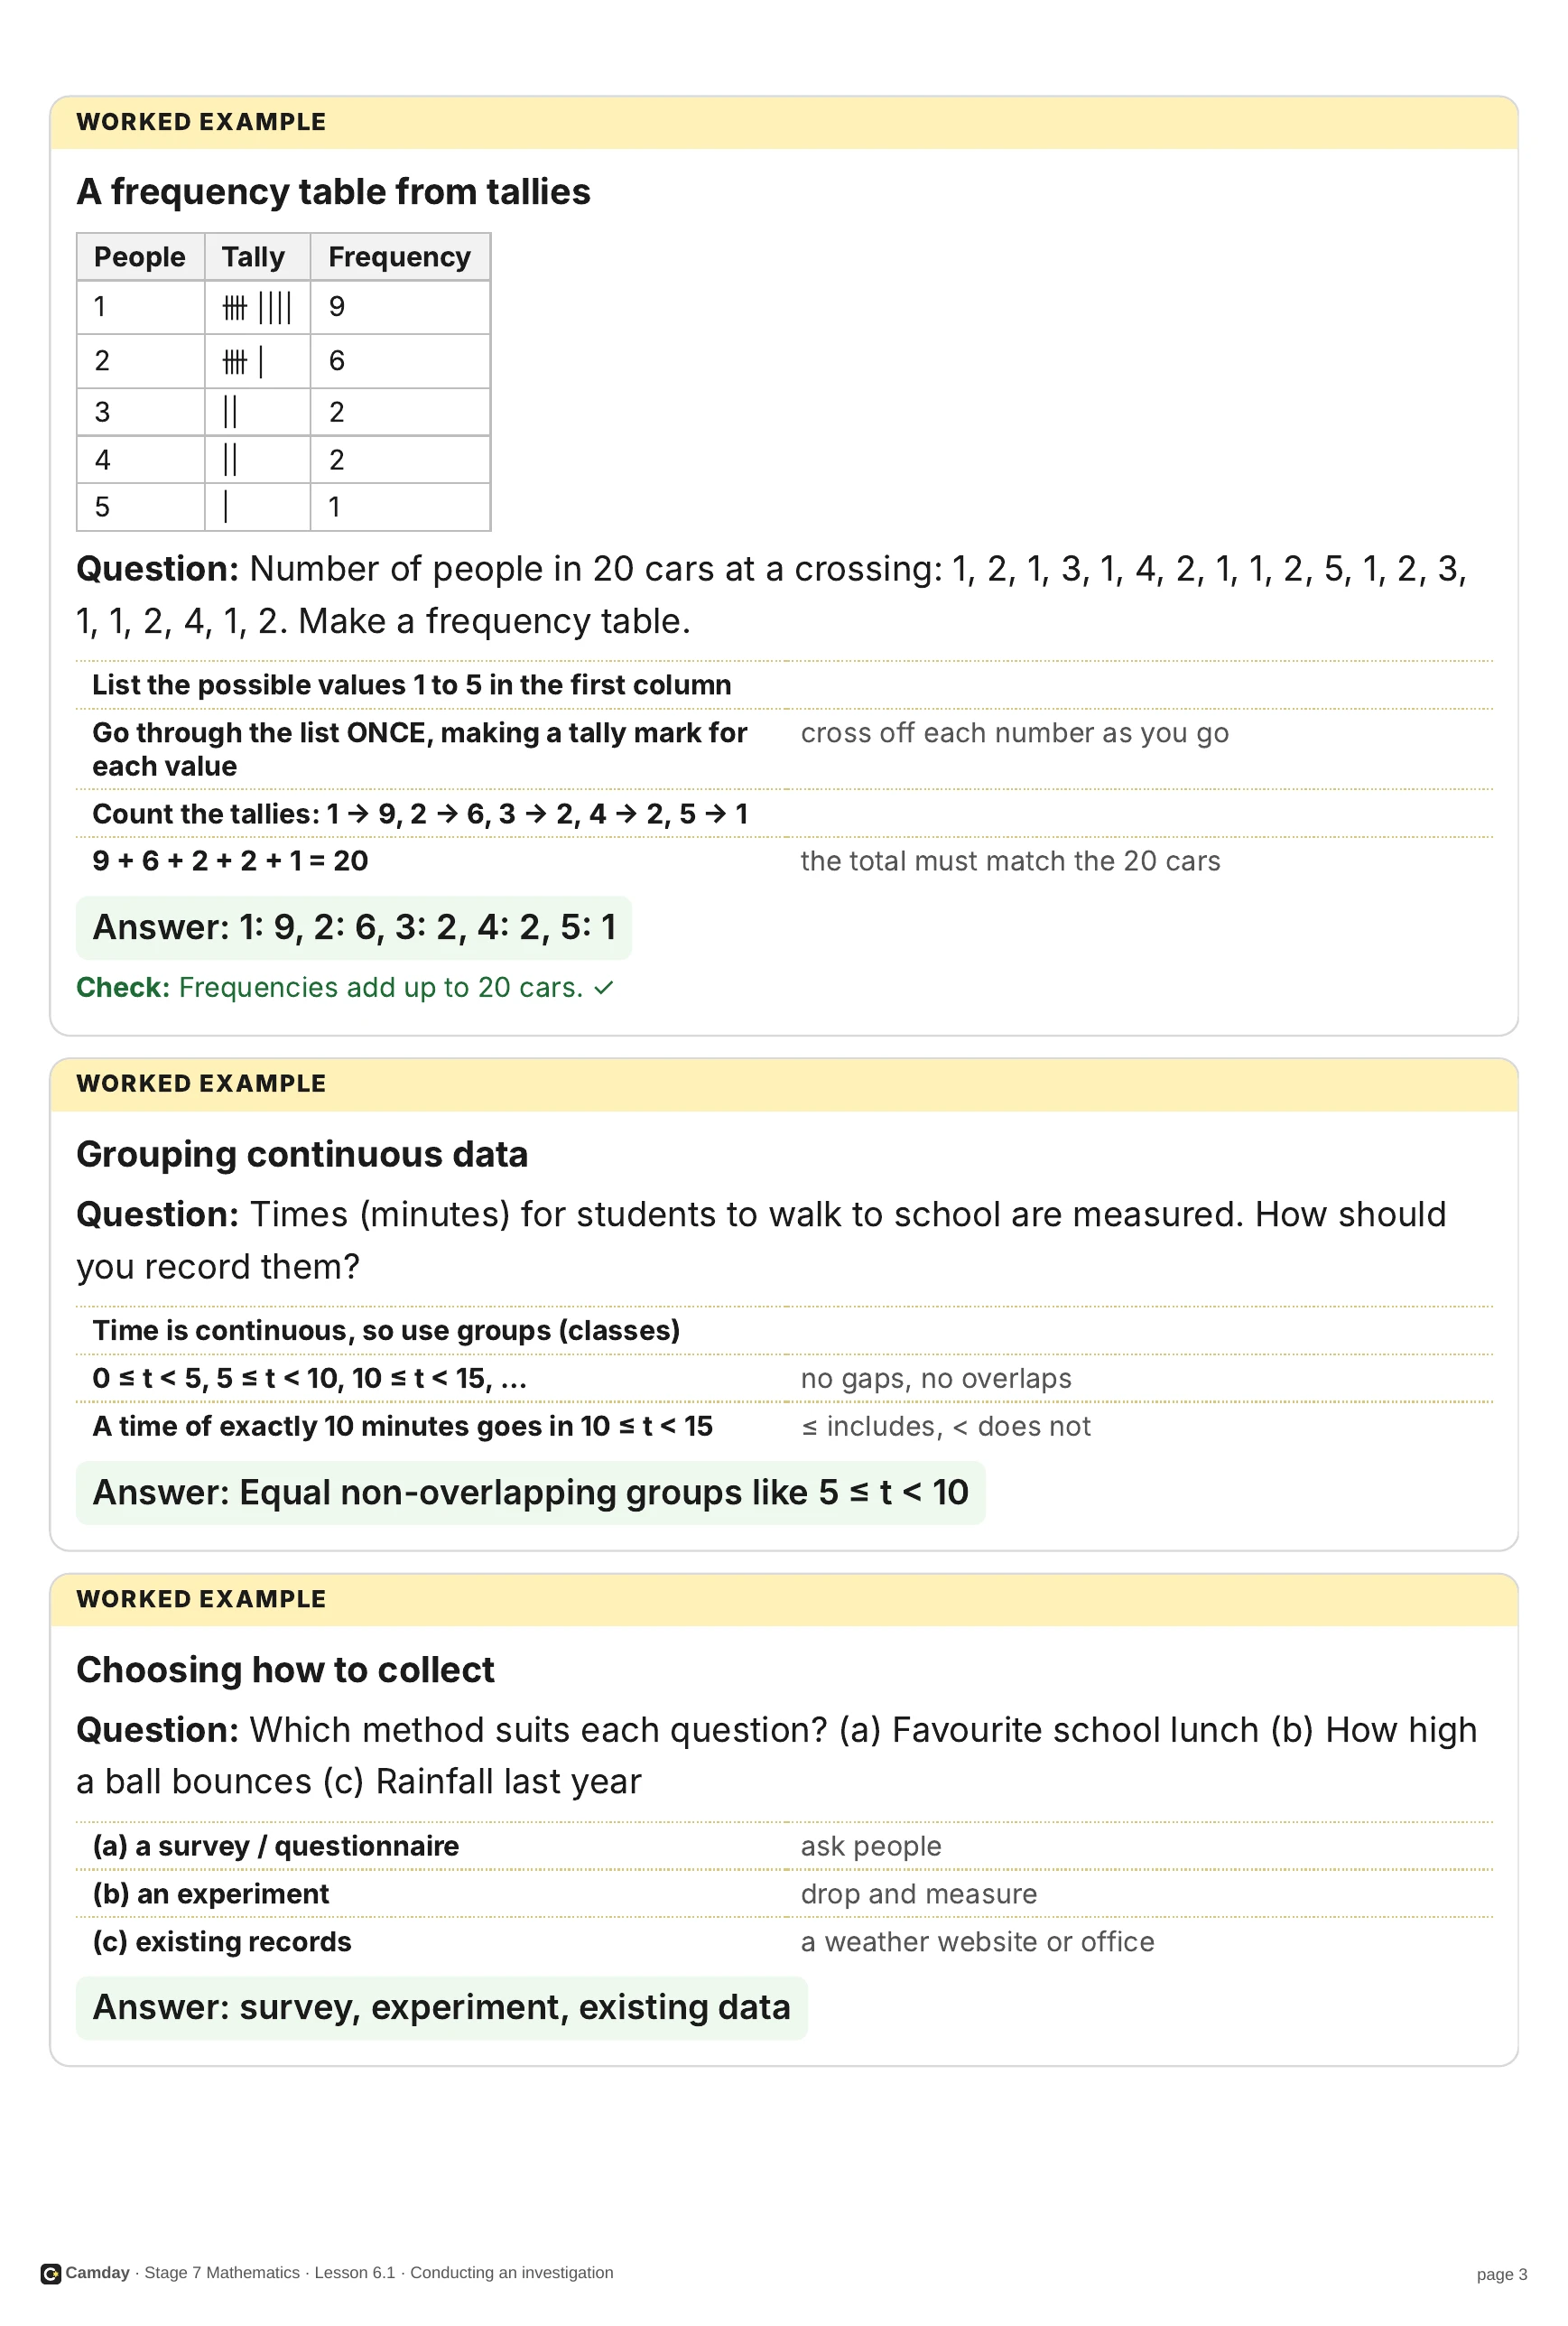 WORKED EXAMPLE
A frequency table from tallies
People Tally Frequency
1 𝍸 |||| 9
2 𝍸 | 6
3 || 2
4 || 2
5 | 1
Question: Number of people in 20 cars at a crossing: 1, 2, 1, 3, 1, 4, 2, 1, 1, 2, 5, 1, 2, 3,
1, 1, 2, 4, 1, 2. Make a frequency table.
List the possible values 1 to 5 in the first column
Go through the list ONCE, making a tally mark for cross off each number as you go
each value
Count the tallies: 1 → 9, 2 → 6, 3 → 2, 4 → 2, 5 → 1
9 + 6 + 2 + 2 + 1 = 20 the total must match the 20 cars
Answer: 1: 9, 2: 6, 3: 2, 4: 2, 5: 1
Check: Frequencies add up to 20 cars. ✓
WORKED EXAMPLE
Grouping continuous data
Question: Times (minutes) for students to walk to school are measured. How should
you record them?
Time is continuous, so use groups (classes)
0 ≤ t < 5, 5 ≤ t < 10, 10 ≤ t < 15, ... no gaps, no overlaps
A time of exactly 10 minutes goes in 10 ≤ t < 15 ≤ includes, < does not
Answer: Equal non-overlapping groups like 5 ≤ t < 10
WORKED EXAMPLE
Choosing how to collect
Question: Which method suits each question? (a) Favourite school lunch (b) How high
a ball bounces (c) Rainfall last year
(a) a survey / questionnaire ask people
(b) an experiment drop and measure
(c) existing records a weather website or office
Answer: survey, experiment, existing data
Camday · Stage 7 Mathematics · Lesson 6.1 · Conducting an investigation page 3